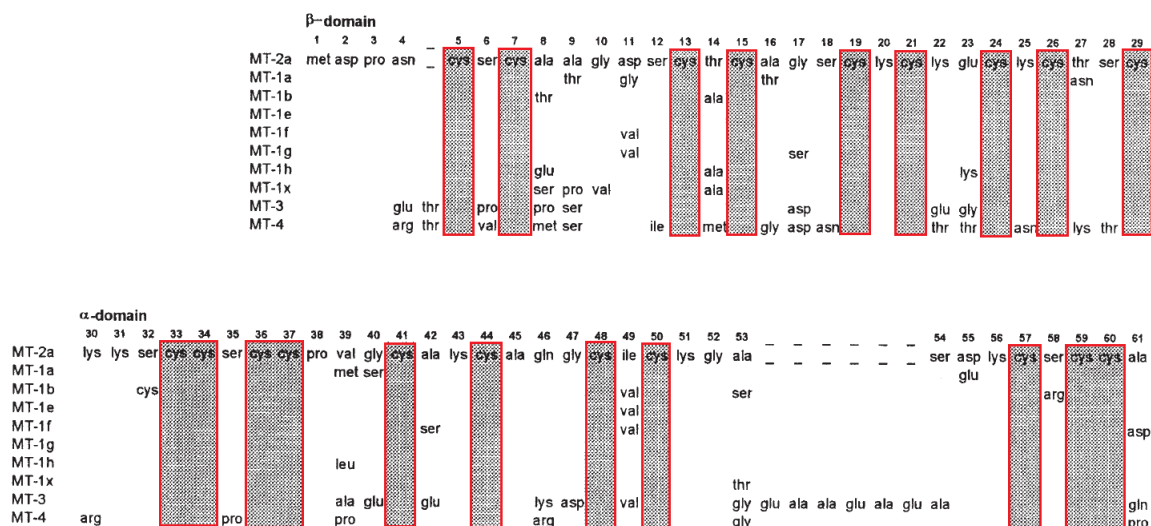 β-domain
1 2 3 4 5 6 7 8 9 10 11 12 13 14 15 16 17 18 19 20 21 22 23 24 25 26 27 28 29
MT-2a met asp pro asn – cys ser cys ala ala gly asp ser cys thr cys ala gly ser cys lys cys lys glu cys lys cys thr ser cys
MT-1a thr gly thr asn
MT-1b thr ala
MT-1e
MT-1f val
MT-1g val ser
MT-1h glu ala lys
MT-1x ser pro val ala
MT-3 glu thr pro pro ser asp glu gly
MT-4 arg thr val met ser ile met gly asp asn thr thr asn lys thr
α-domain
30 31 32 33 34 35 36 37 38 39 40 41 42 43 44 45 46 47 48 49 50 51 52 53 54 55 56 57 58 59 60 61
MT-2a lys lys ser cys cys ser cys cys pro val gly cys ala lys cys ala gln gly cys ile cys lys gly ala – – – – – – ser asp lys cys ser cys cys ala
MT-1a met ser glu
MT-1b cys val ser arg
MT-1e val
MT-1f ser val asp
MT-1g
MT-1h leu
MT-1x thr
MT-3 ala glu glu lys asp val gly glu ala ala glu ala glu ala gln
MT-4 arg pro pro arg gly pro